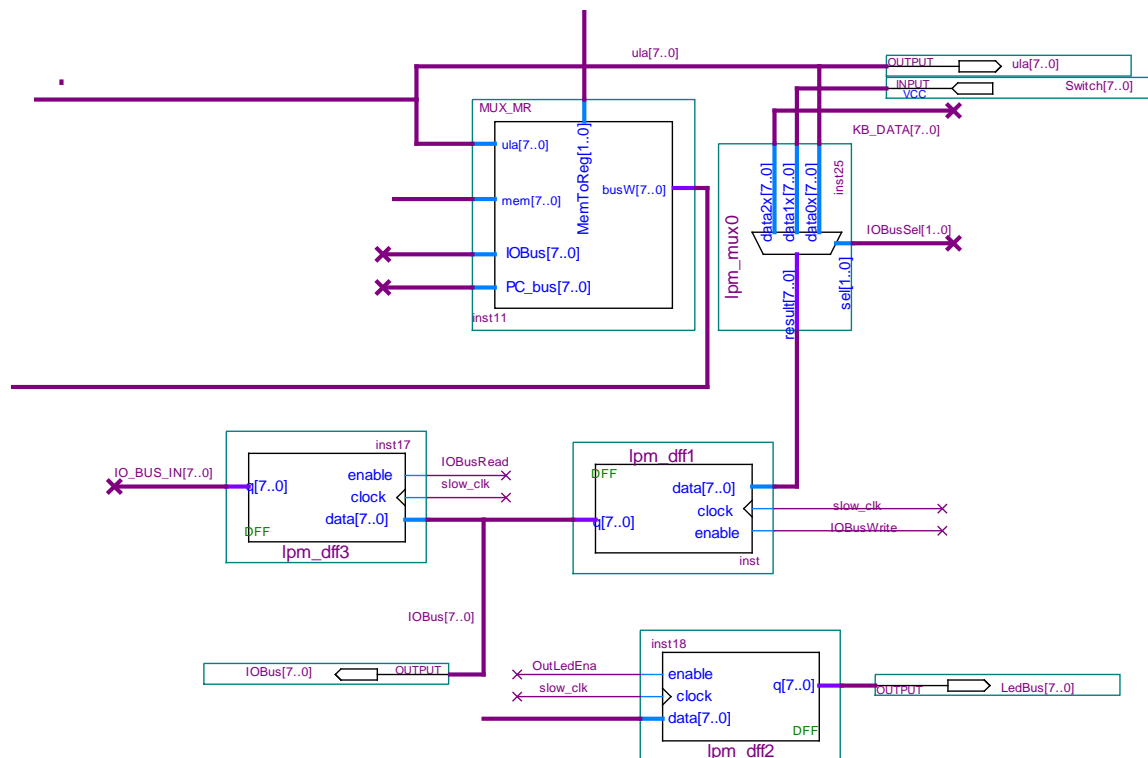 ula[7..0]
OUTPUT
ula[7..0]
INPUT
VCC
Switch[7..0]
KB_DATA[7..0]
MUX_MR
ula[7..0]
mem[7..0]
IOBus[7..0]
PC_bus[7..0]
MemToReg[1..0]
busW[7..0]
inst11
lpm_mux0
data2x[7..0]
data1x[7..0]
data0x[7..0]
inst25
result[7..0]
sel[1..0]
IOBusSel[1..0]
inst17
IO_BUS_IN[7..0]
q[7..0]
enable
clock
data[7..0]
DFF
lpm_dff3
IOBusRead
slow_clk
lpm_dff1
DFF
data[7..0]
clock
q[7..0]
enable
inst
slow_clk
IOBusWrite
IOBus[7..0]
IOBus[7..0]
OUTPUT
inst18
OutLedEna
slow_clk
enable
clock
data[7..0]
q[7..0]
DFF
lpm_dff2
OUTPUT
LedBus[7..0]